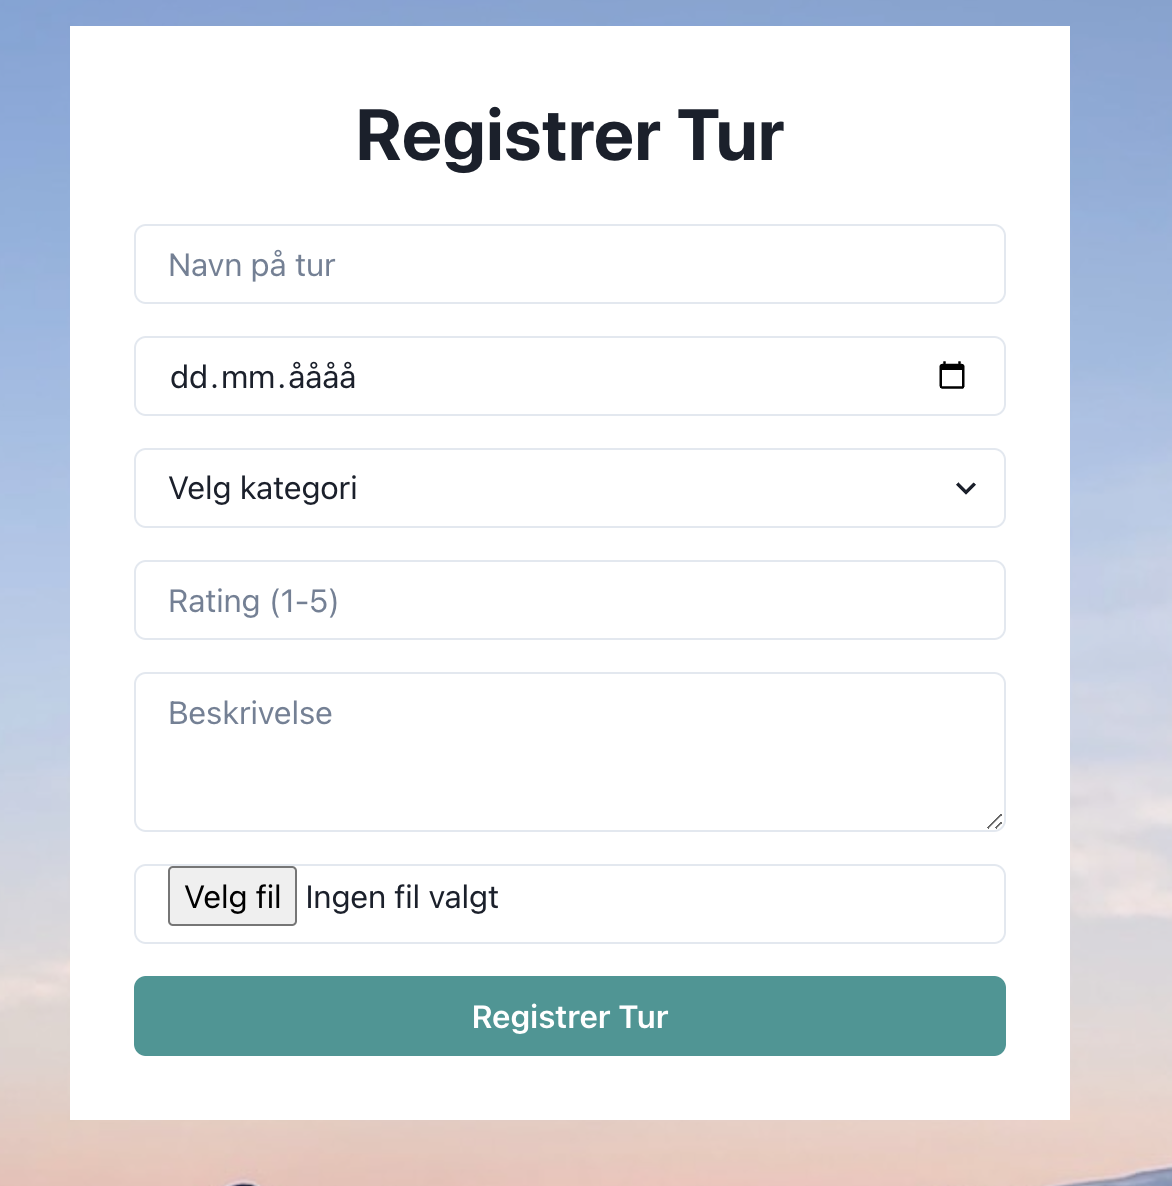 Registrer Tur
Navn på tur
dd.mm.åååå
Velg kategori
Rating (1-5)
Beskrivelse
Velg fil Ingen fil valgt
Registrer Tur